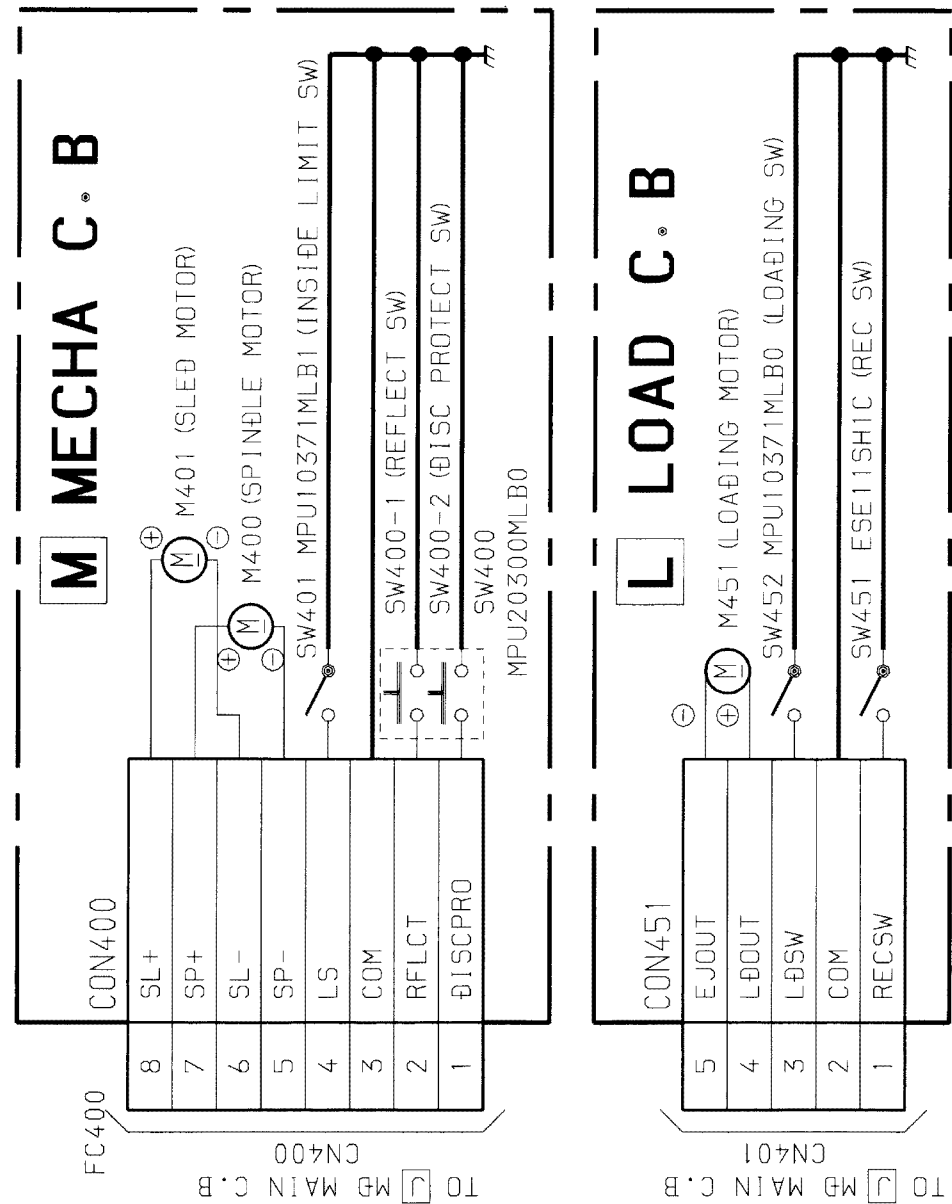 M MECHA C.B
M401 (SLED MOTOR)
+
M
-
M400 (SPINDLE MOTOR)
+
M
-
SW401 MPU10371MLB1 (INSIDE LIMIT SW)
SW400-1 (REFLECT SW)
SW400-2 (DISC PROTECT SW)
SW400
MPU20300MLB0
CON400
FC400
8 SL+
7 SP+
6 SL-
5 SP-
4 LS
3 COM
2 RFLCT
1 DISCPRO
CN400
TO J MD MAIN C.B
L LOAD C.B
M451 (LOADING MOTOR)
-
M
+
SW452 MPU10371MLB0 (LOADING SW)
SW451 ESE11SH1C (REC SW)
CON451
5 EJOUT
4 LDOUT
3 LDSW
2 COM
1 RECSW
CN401
TO J MD MAIN C.B